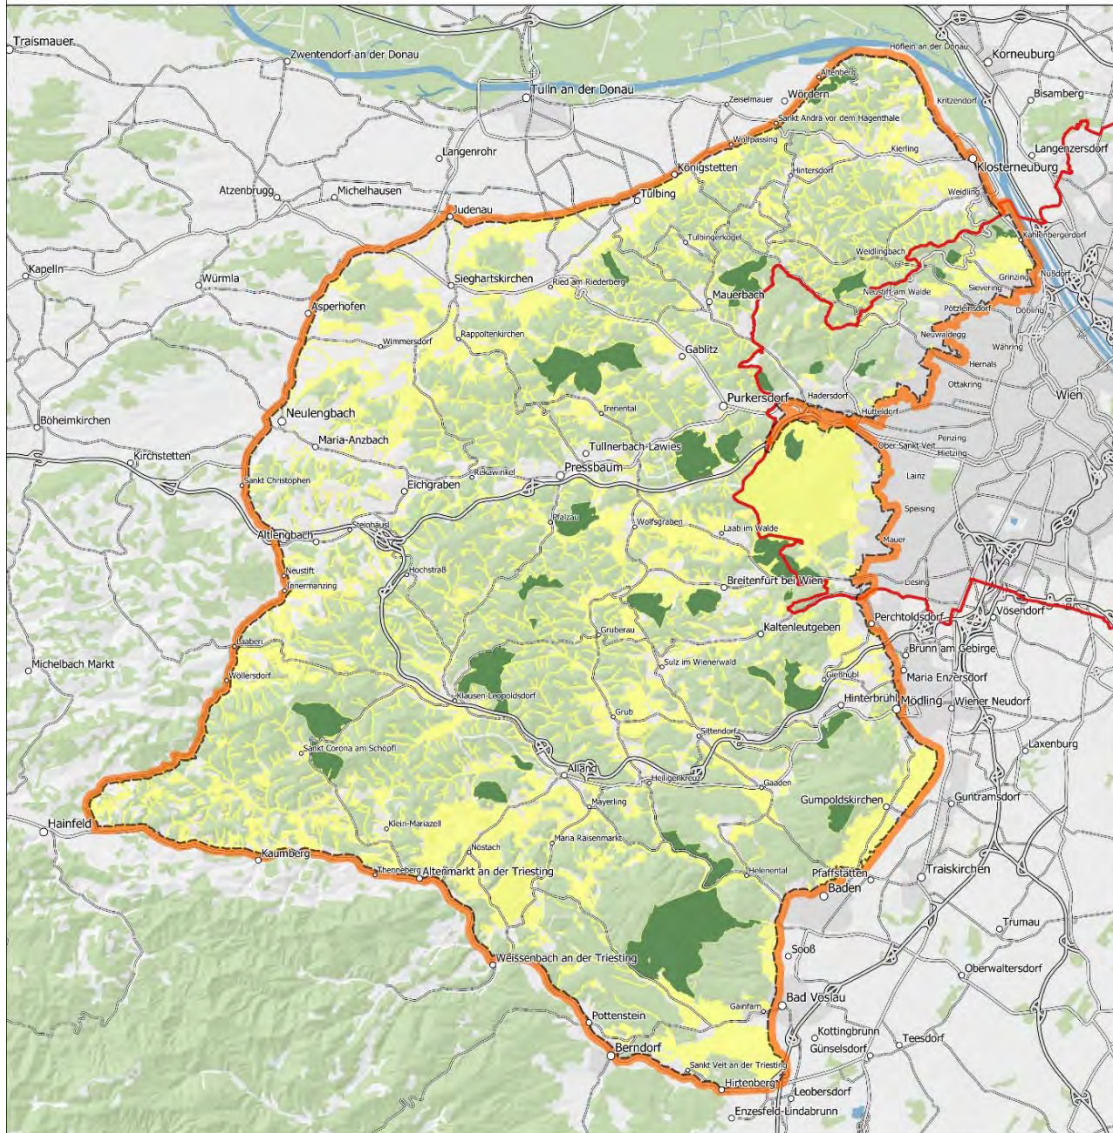 Traismauer
Zwentendorf an der Donau
Höflein an der Donau
Korneuburg
Tulln an der Donau
Altenberg
Zeiselmauer
Wördern
Kritzendorf
Bisamberg
Sankt Andrä vor dem Hagenthale
Langenrohr
Wolfpassing
Kierling
Langenzersdorf
Klosterneuburg
Königstetten
Hintersdorf
Atzenbrugg
Michelhausen
Tulbing
Weidling
Judenau
Kahlenbergerdorf
Tulbingerkogel
Weidlingbach
Kapelln
Würmla
Sieghartskirchen
Ried am Riederberg
Grinzing
Nußdorf
Mauerbach
Neustift am Walde
Sievering
Pötzleinsdorf
Döbling
Asperhofen
Rappoltenkirchen
Neuwaldegg
Währing
Wimmersdorf
Gablitz
Hernals
Ottakring
Purkersdorf
Hadersdorf
Wien
Neulengbach
Irenental
Hütteldorf
Böheimkirchen
Maria-Anzbach
Tullnerbach-Lawies
Ober Sankt Veit
Penzing
Hietzing
Kirchstetten
Rekawinkel
Pressbaum
Lainz
Sankt Christophen
Eichgraben
Speising
Steinhäusl
Pfalzau
Wolfsgraben
Laab im Walde
Altlengbach
Mauer
Neustift
Hochstraß
Innermanzing
Breitenfurt bei Wien
Liesing
Vösendorf
Perchtoldsdorf
Laaben
Gruberau
Kaltenleutgeben
Brunn am Gebirge
Michelbach Markt
Sulz im Wienerwald
Maria Enzersdorf
Wöllersdorf
Gießhübl
Klausen-Leopoldsdorf
Hinterbrühl
Mödling
Wiener Neudorf
Grub
Sittendorf
Laxenburg
Sankt Corona am Schöpfl
Alland
Heiligenkreuz
Gaaden
Mayerling
Gumpoldskirchen
Guntramsdorf
Hainfeld
Klein-Mariazell
Maria Raisenmarkt
Nöstach
Kaumberg
Thenneberg
Altenmarkt an der Triesting
Helenental
Pfaffstätten
Traiskirchen
Baden
Trumau
Sooß
Weissenbach an der Triesting
Oberwaltersdorf
Gainfarn
Bad Vöslau
Pottenstein
Kottingbrunn
Teesdorf
Günselsdorf
Berndorf
Sankt Veit an der Triesting
Hirtenberg
Leobersdorf
Enzesfeld-Lindabrunn